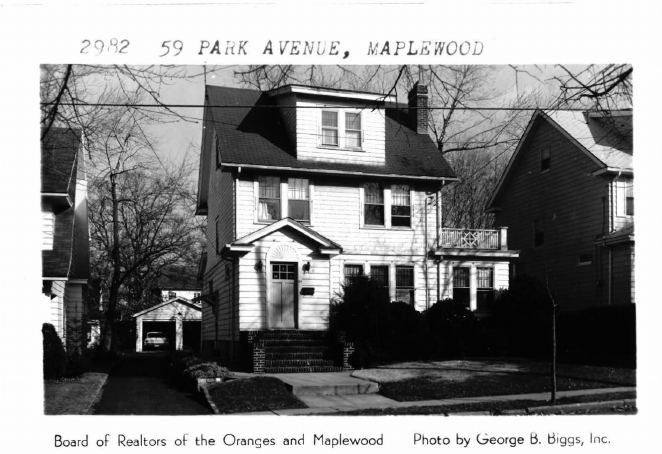 2982 59 PARK AVENUE, MAPLEWOOD
Board of Realtors of the Oranges and Maplewood Photo by George B. Biggs, Inc.